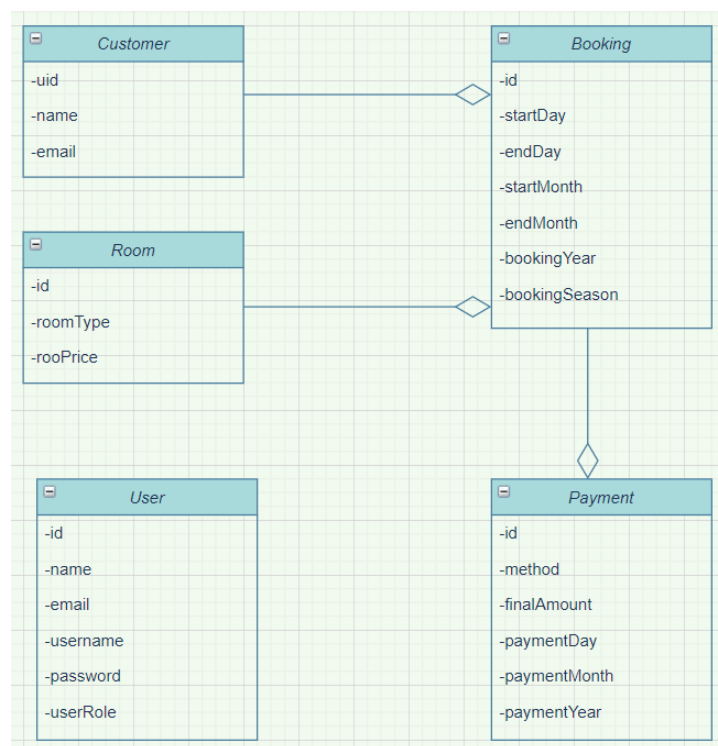 Customer
-uid
-name
-email
Booking
-id
-startDay
-endDay
-startMonth
-endMonth
-bookingYear
-bookingSeason
Room
-id
-roomType
-rooPrice
User
-id
-name
-email
-username
-password
-userRole
Payment
-id
-method
-finalAmount
-paymentDay
-paymentMonth
-paymentYear